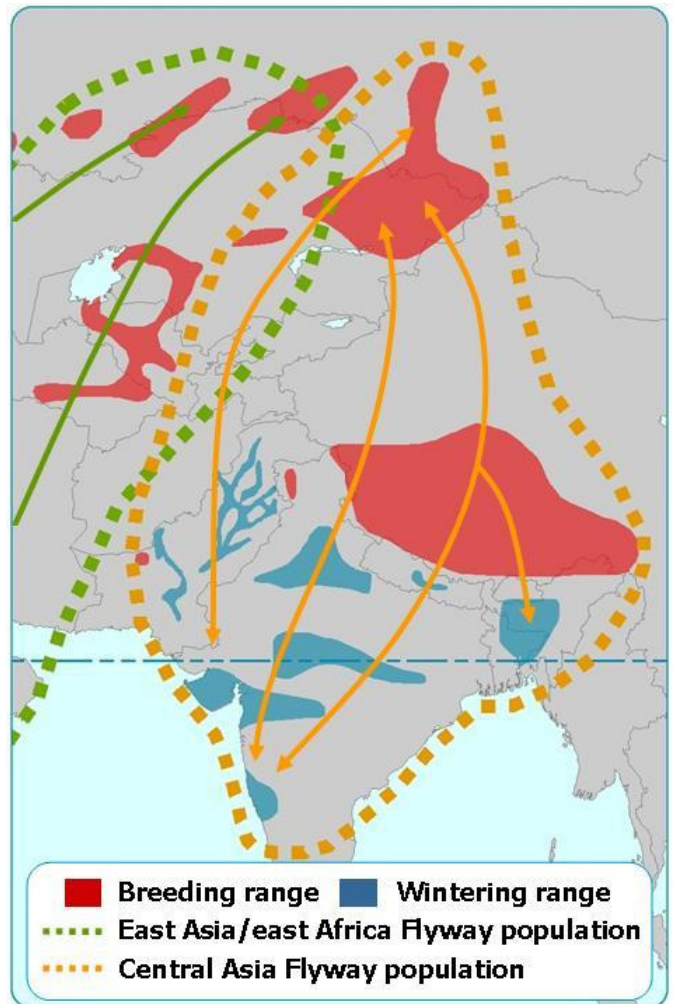 Breeding range Wintering range
East Asia/east Africa Flyway population
Central Asia Flyway population